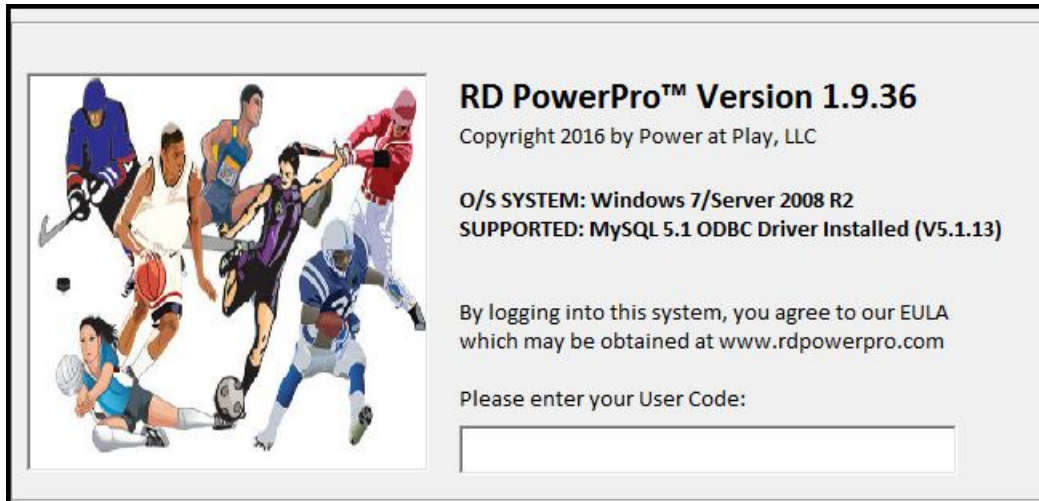 RD PowerPro™ Version 1.9.36
Copyright 2016 by Power at Play, LLC
O/S SYSTEM: Windows 7/Server 2008 R2
SUPPORTED: MySQL 5.1 ODBC Driver Installed (V5.1.13)
By logging into this system, you agree to our EULA
which may be obtained at www.rdpowerpro.com
Please enter your User Code: